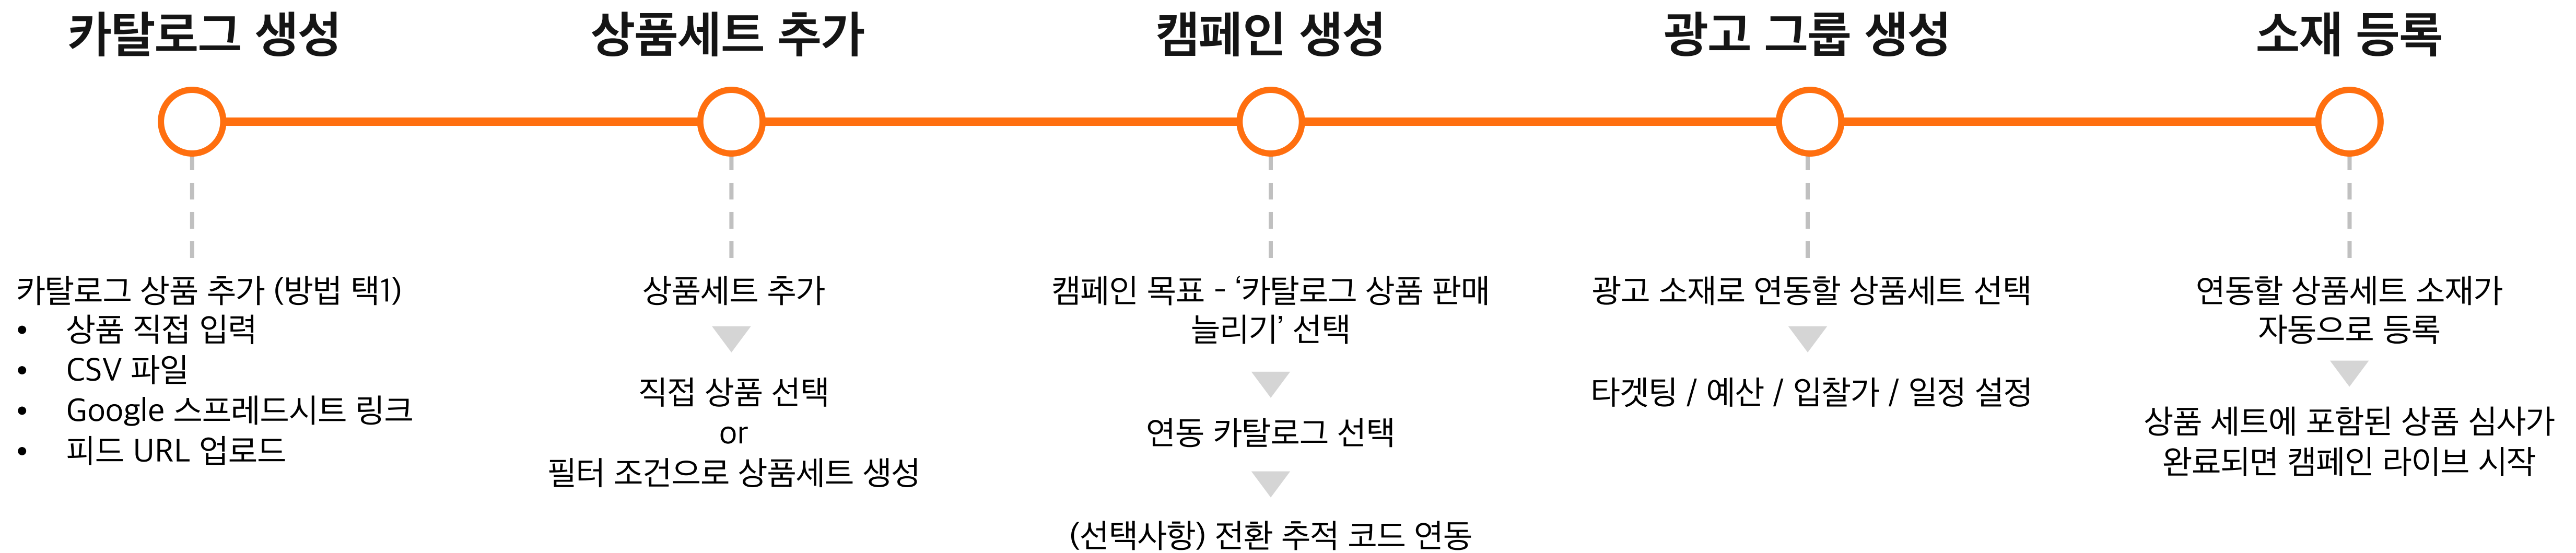 카탈로그 생성
상품세트 추가
캠페인 생성
광고 그룹 생성
소재 등록
카탈로그 상품 추가 (방법 택1)
• 상품 직접 입력
• CSV 파일
• Google 스프레드시트 링크
• 피드 URL 업로드
상품세트 추가
직접 상품 선택
or
필터 조건으로 상품세트 생성
캠페인 목표 - ‘카탈로그 상품 판매
늘리기’ 선택
연동 카탈로그 선택
(선택사항) 전환 추적 코드 연동
광고 소재로 연동할 상품세트 선택
타겟팅 / 예산 / 입찰가 / 일정 설정
연동할 상품세트 소재가
자동으로 등록
상품 세트에 포함된 상품 심사가
완료되면 캠페인 라이브 시작